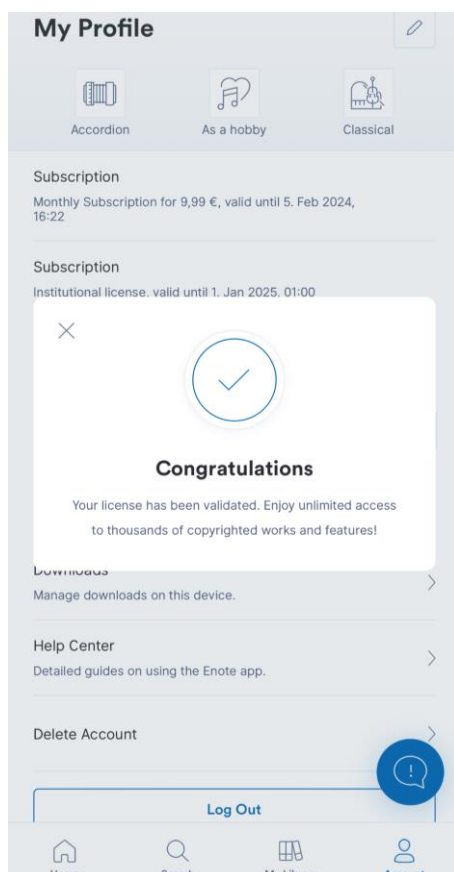 My Profile
Accordion
As a hobby
Classical
Subscription
Monthly Subscription for 9,99 €, valid until 5. Feb 2024,
16:22
Subscription
Institutional license, valid until 1. Jan 2025, 01:00
Congratulations
Your license has been validated. Enjoy unlimited access
to thousands of copyrighted works and features!
Downloads
Manage downloads on this device.
Help Center
Detailed guides on using the Enote app.
Delete Account
Log Out